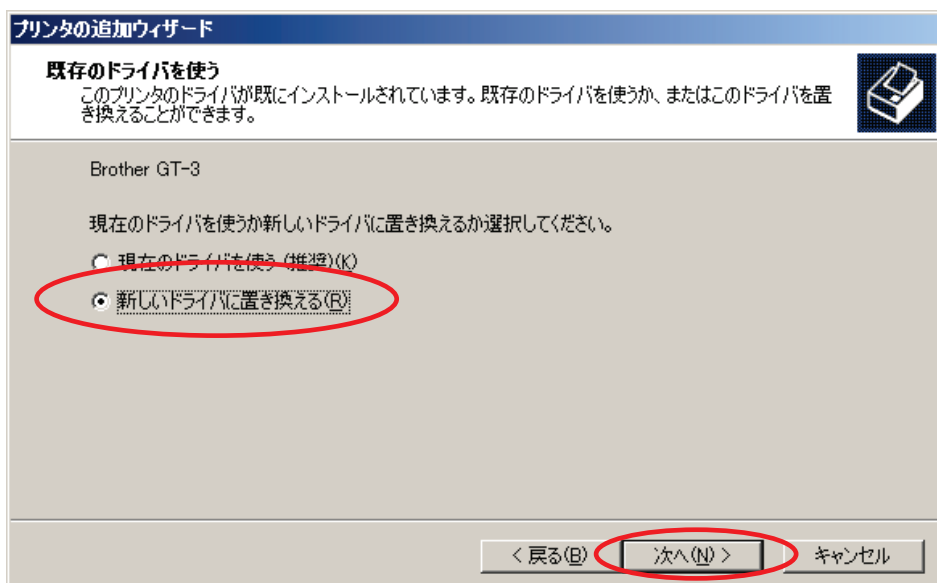 プリンタの追加ウィザード
既存のドライバを使う
このプリンタのドライバが既にインストールされています。既存のドライバを使うか、またはこのドライバを置
き換えることができます。
Brother GT-3
現在のドライバを使うか新しいドライバに置き換えるか選択してください。
現在のドライバを使う (推奨)(K)
新しいドライバに置き換える(R)
< 戻る(B)  次へ(N) >  キャンセル